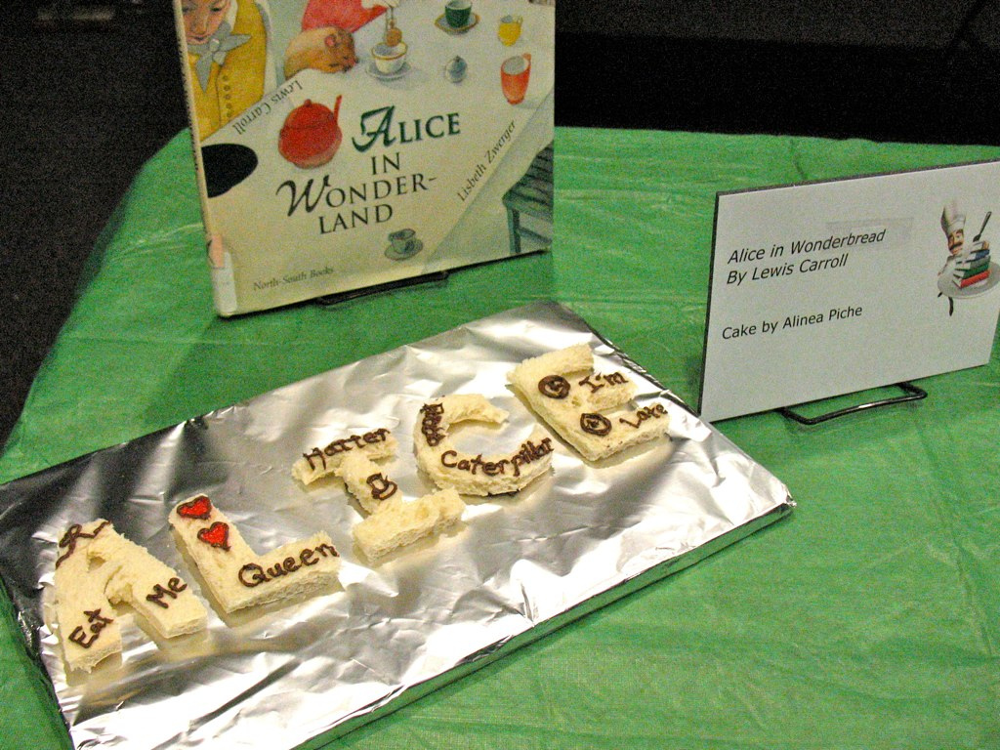 Lewis Carroll
ALICE
IN
WONDER-
LAND
Lisbeth Zwerger
North-South Books
Alice in Wonderbread
By Lewis Carroll
Cake by Alinea Piche
Eat Me
Queen
Hatter
Caterpillar
I'm
Late